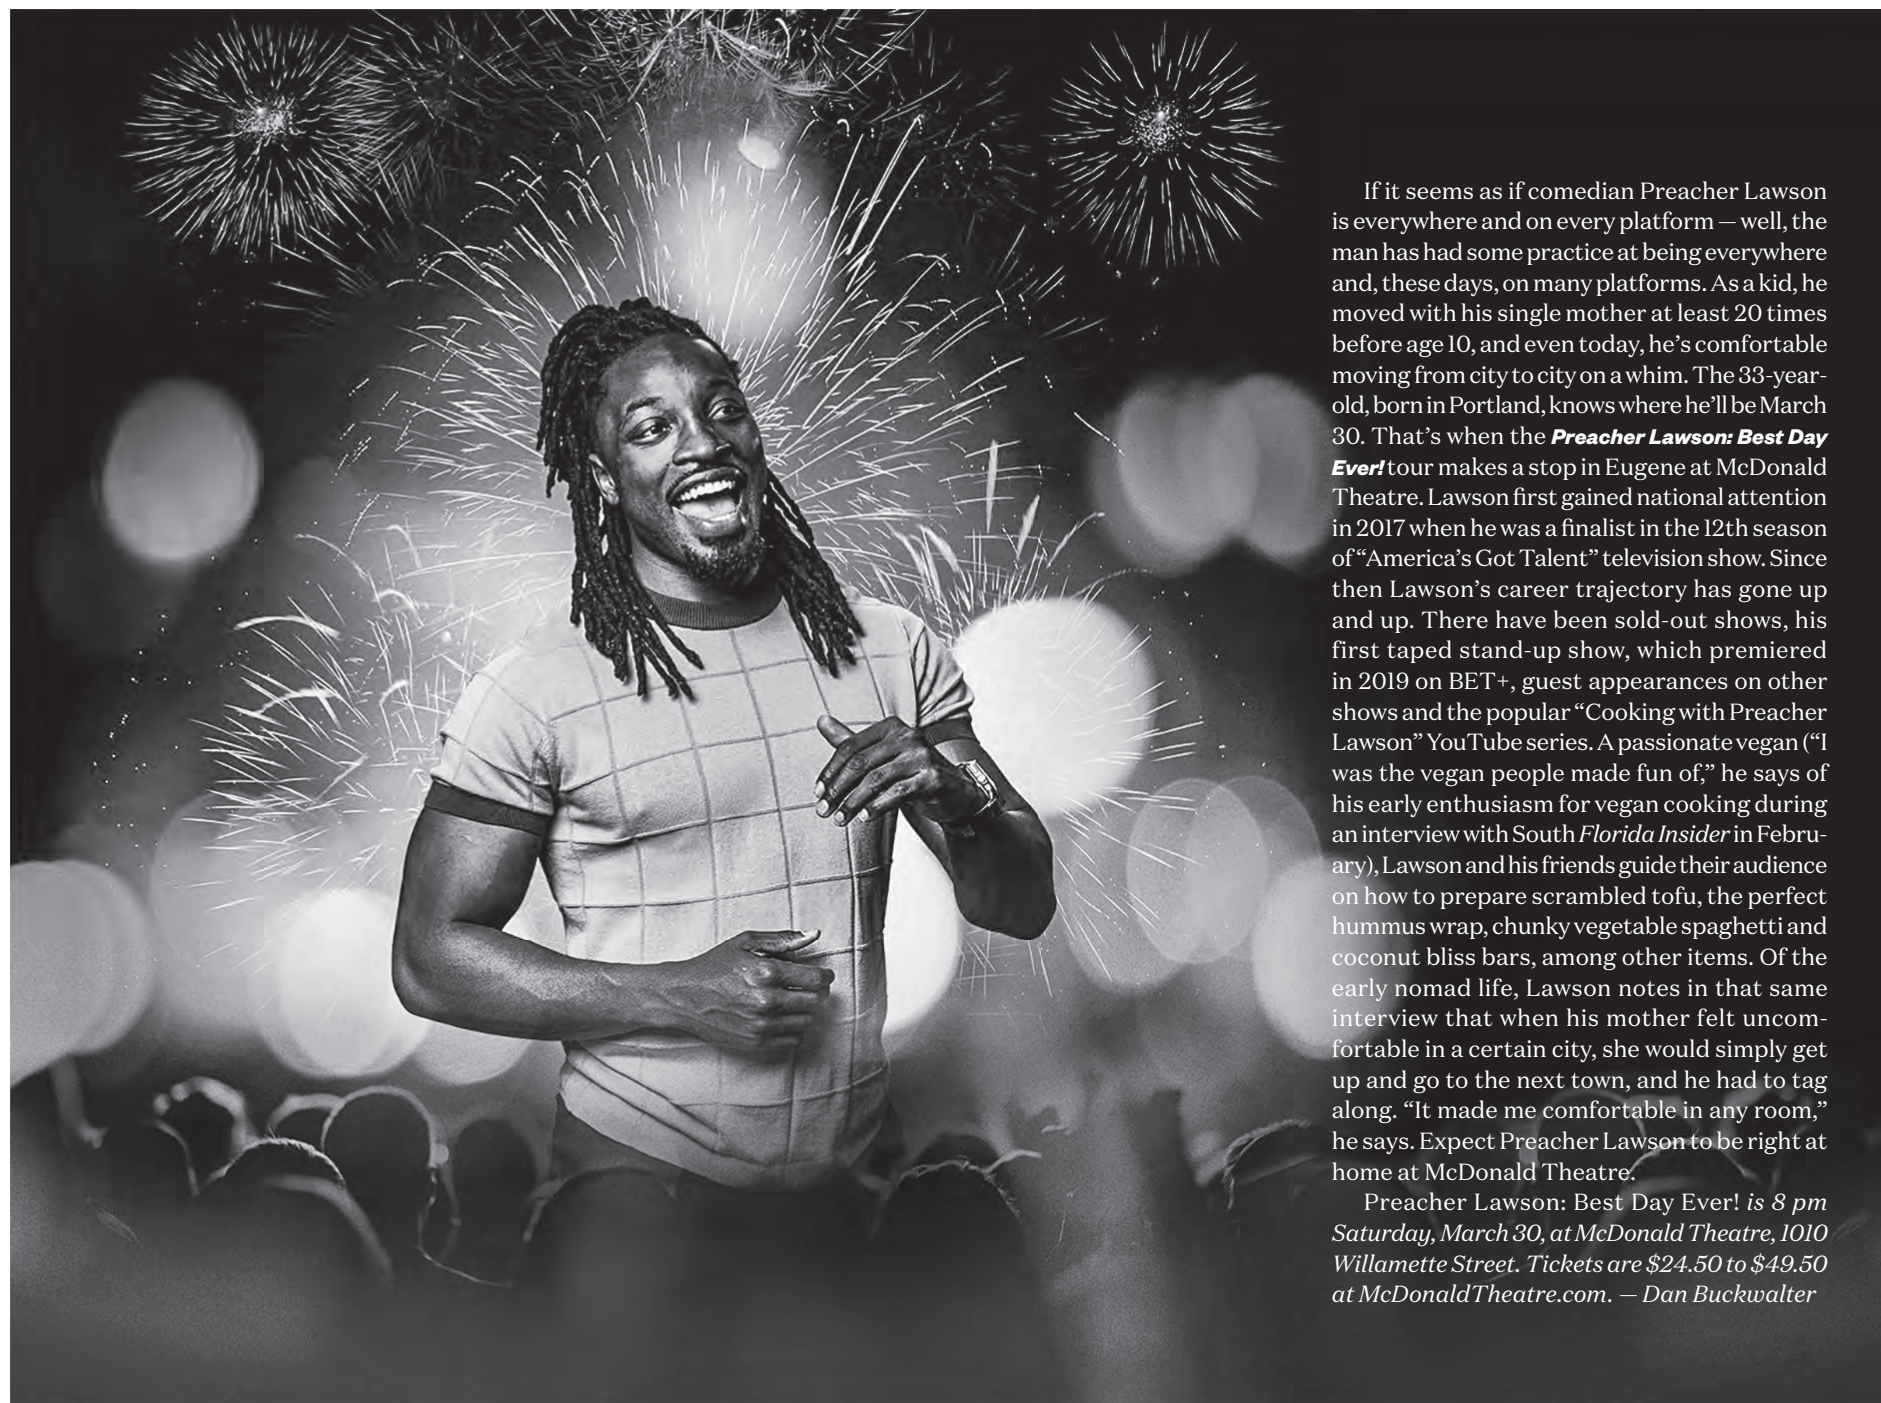 If it seems as if comedian Preacher Lawson
is everywhere and on every platform — well, the
man has had some practice at being everywhere
and, these days, on many platforms. As a kid, he
moved with his single mother at least 20 times
before age 10, and even today, he’s comfortable
moving from city to city on a whim. The 33-year-
old, born in Portland, knows where he’ll be March
30. That’s when the Preacher Lawson: Best Day
Ever! tour makes a stop in Eugene at McDonald
Theatre. Lawson first gained national attention
in 2017 when he was a finalist in the 12th season
of “America’s Got Talent” television show. Since
then Lawson’s career trajectory has gone up
and up. There have been sold-out shows, his
first taped stand-up show, which premiered
in 2019 on BET+, guest appearances on other
shows and the popular “Cooking with Preacher
Lawson” YouTube series. A passionate vegan (“I
was the vegan people made fun of,” he says of
his early enthusiasm for vegan cooking during
an interview with South Florida Insider in Febru-
ary), Lawson and his friends guide their audience
on how to prepare scrambled tofu, the perfect
hummus wrap, chunky vegetable spaghetti and
coconut bliss bars, among other items. Of the
early nomad life, Lawson notes in that same
interview that when his mother felt uncom-
fortable in a certain city, she would simply get
up and go to the next town, and he had to tag
along. “It made me comfortable in any room,”
he says. Expect Preacher Lawson to be right at
home at McDonald Theatre.
Preacher Lawson: Best Day Ever! is 8 pm
Saturday, March 30, at McDonald Theatre, 1010
Willamette Street. Tickets are $24.50 to $49.50
at McDonaldTheatre.com. — Dan Buckwalter